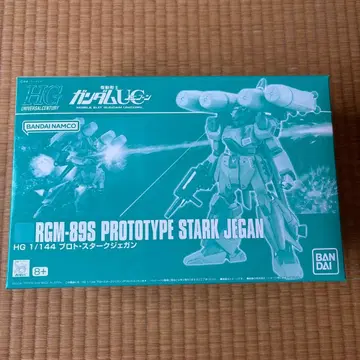 HG
UNIVERSAL CENTURY
機動戦士
ガンダムUC
MOBILE SUIT GUNDAM UNICORN
BANDAI NAMCO
RGM-89S PROTOTYPE STARK JEGAN
HG 1/144 プロト・スタークジェガン
8+
BAN
DAI